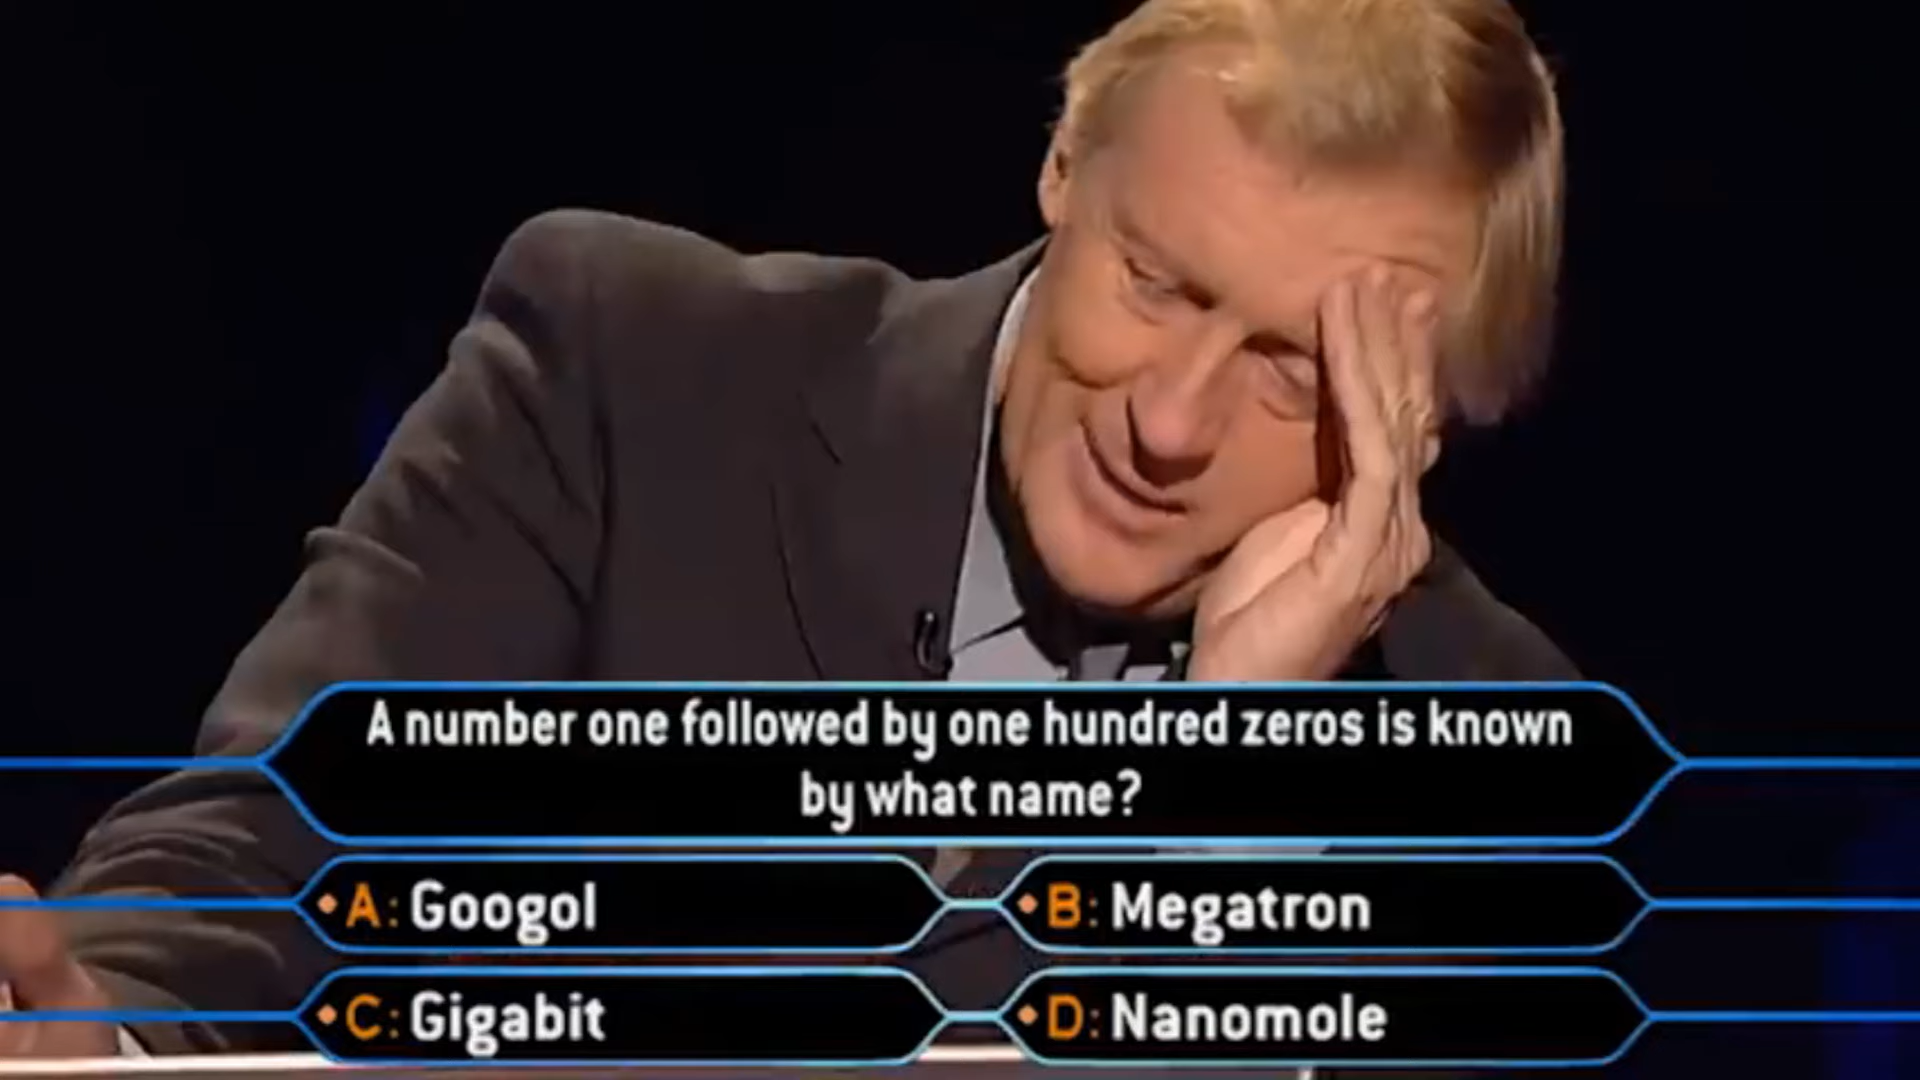 A number one followed by one hundred zeros is known
by what name?
A: Googol
B: Megatron
C: Gigabit
D: Nanomole